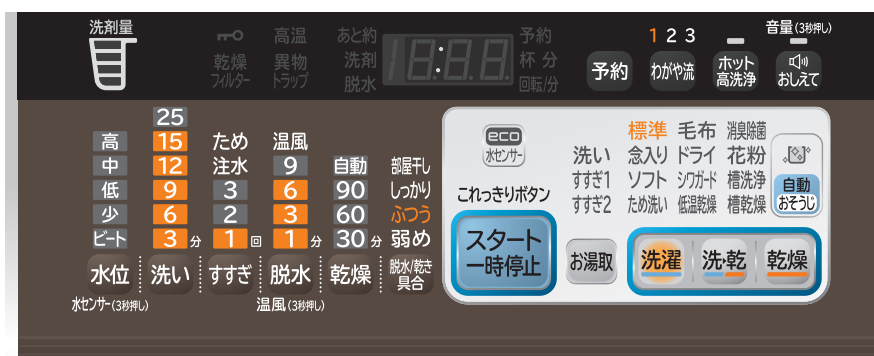 洗剤量
高温
あと約
予約
1 2 3
音量(3秒押し)
乾燥
フィルター
異物
トラップ
洗剤
脱水
18:8.8.
杯 分
回転/分
予約
わがや流
ホット
高洗浄
おしえて
25
高 15 ため 温風
中 12 注水 9 自動 部屋干し
低 9 3 6 90 しっかり
少 6 2 3 60 ふつう
ビート 3分 1回 1分 30分 弱め
水位 洗い すすぎ 脱水 乾燥 脱水/乾き
具合
水センサー(3秒押し)
温風(3秒押し)
eco
水センサー
標準 毛布 消臭除菌
洗い 念入り ドライ 花粉
すすぎ1 ソフト シワガード 槽洗浄
すすぎ2 ため洗い 低温乾燥 槽乾燥
自動
おそうじ
これっきりボタン
スタート
一時停止
お湯取
洗濯
洗・乾
乾燥